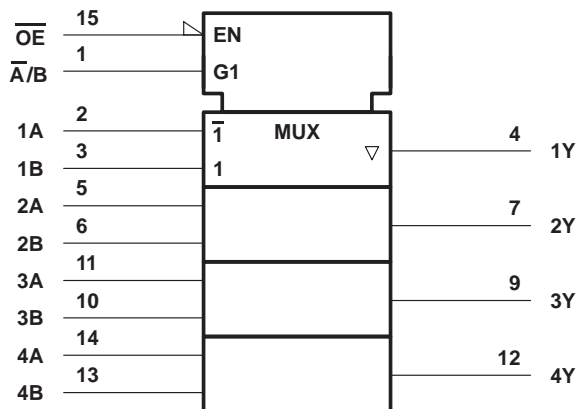 O̅E̅ 15 EN
A̅/B 1 G1
1A 2 1̅ MUX 4 1Y
1B 3 1
2A 5 7 2Y
2B 6
3A 11 9 3Y
3B 10
4A 14 12 4Y
4B 13